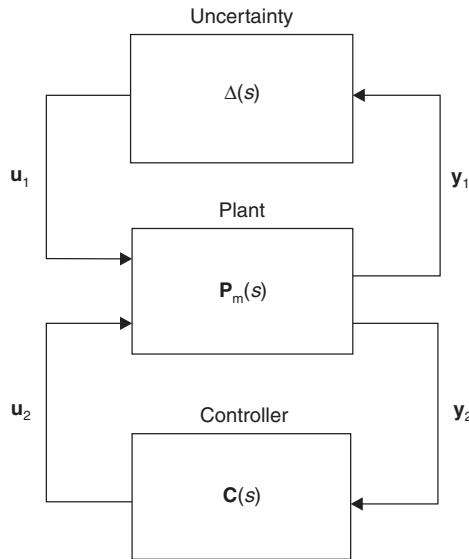 Uncertainty
Δ(s)
u₁
y₁
Plant
Pₘ(s)
u₂
y₂
Controller
C(s)